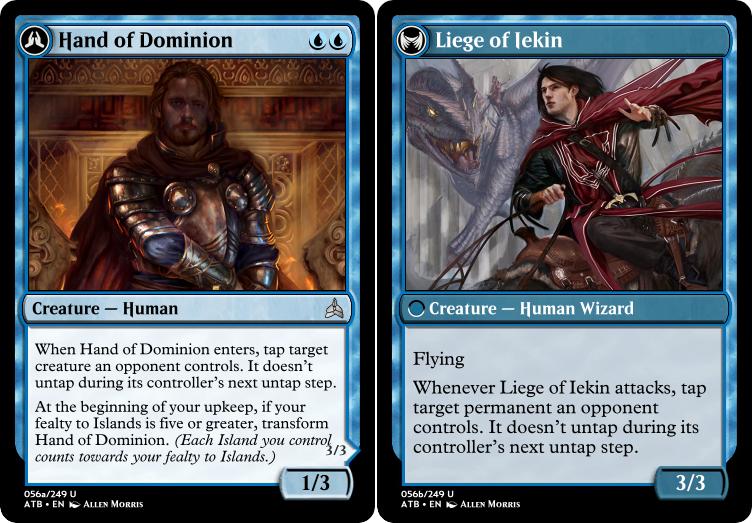 Hand of Dominion
Creature — Human
When Hand of Dominion enters, tap target
creature an opponent controls. It doesn't
untap during its controller's next untap step.
At the beginning of your upkeep, if your
fealty to Islands is five or greater, transform
Hand of Dominion. (Each Island you control
counts towards your fealty to Islands.)
3/3
1/3
056a/249 U
ATB • EN Allen Morris
Liege of Iekin
Creature — Human Wizard
Flying
Whenever Liege of Iekin attacks, tap
target permanent an opponent
controls. It doesn't untap during its
controller's next untap step.
3/3
056b/249 U
ATB • EN Allen Morris